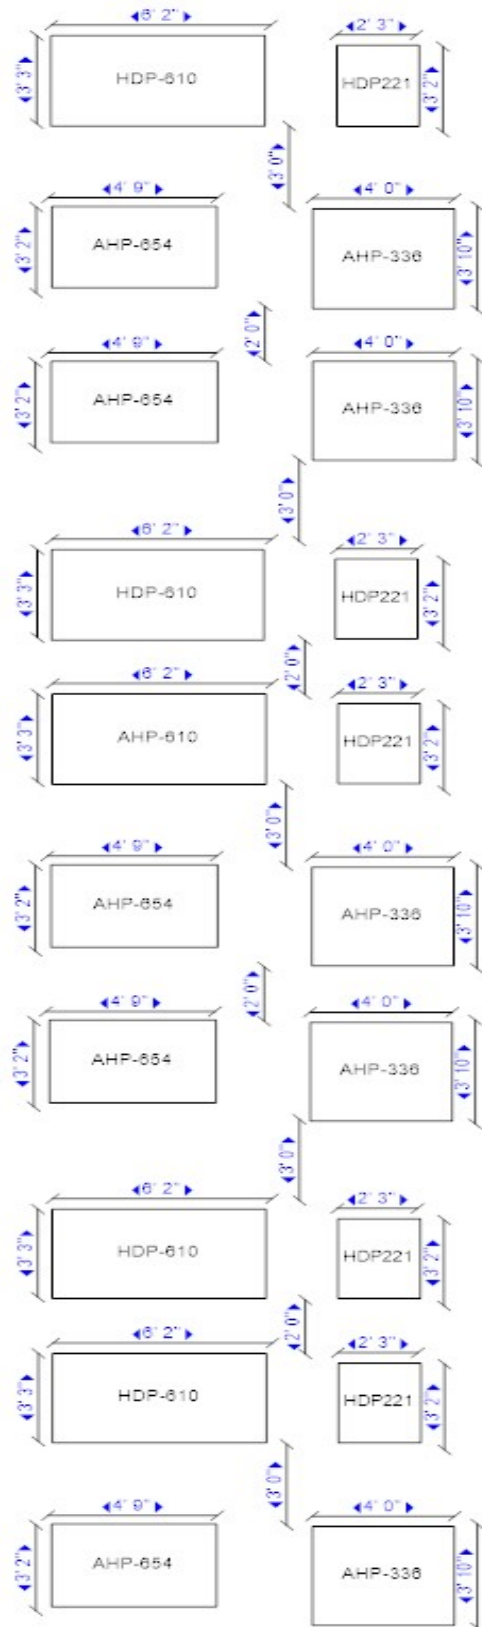 6' 2" 2' 3"
3' 3" HDP-610 HDP221 3' 2"
3' 0"
4' 9" 4' 0"
3' 2" AHP-654 AHP-336 3' 10"
2' 0"
4' 9" 4' 0"
3' 2" AHP-654 AHP-336 3' 10"
3' 0"
6' 2" 2' 3"
3' 3" HDP-610 HDP221 3' 2"
2' 0"
6' 2" 2' 3"
3' 3" AHP-610 HDP221 3' 2"
3' 0"
4' 9" 4' 0"
3' 2" AHP-654 AHP-336 3' 10"
2' 0"
4' 9" 4' 0"
3' 2" AHP-654 AHP-336 3' 10"
3' 0"
6' 2" 2' 3"
3' 3" HDP-610 HDP221 3' 2"
2' 0"
6' 2" 2' 3"
3' 3" HDP-610 HDP221 3' 2"
3' 0"
4' 9" 4' 0"
3' 2" AHP-654 AHP-336 3' 10"